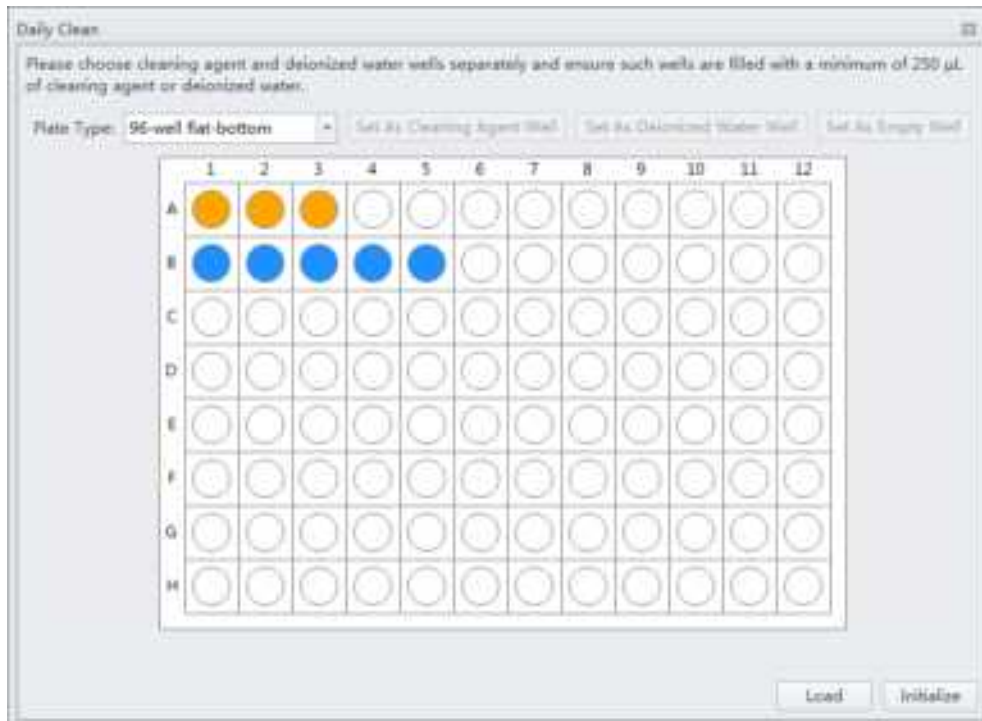 Daily Clean
Please choose cleaning agent and deionized water wells separately and ensure such wells are filled with a minimum of 250 µL
of cleaning agent or deionized water.
Plate Type: 96-well flat-bottom Set As Cleaning Agent Well Set As Deionized Water Well Set As Empty Well
1 2 3 4 5 6 7 8 9 10 11 12
A
B
C
D
E
F
G
H
Load Initialize